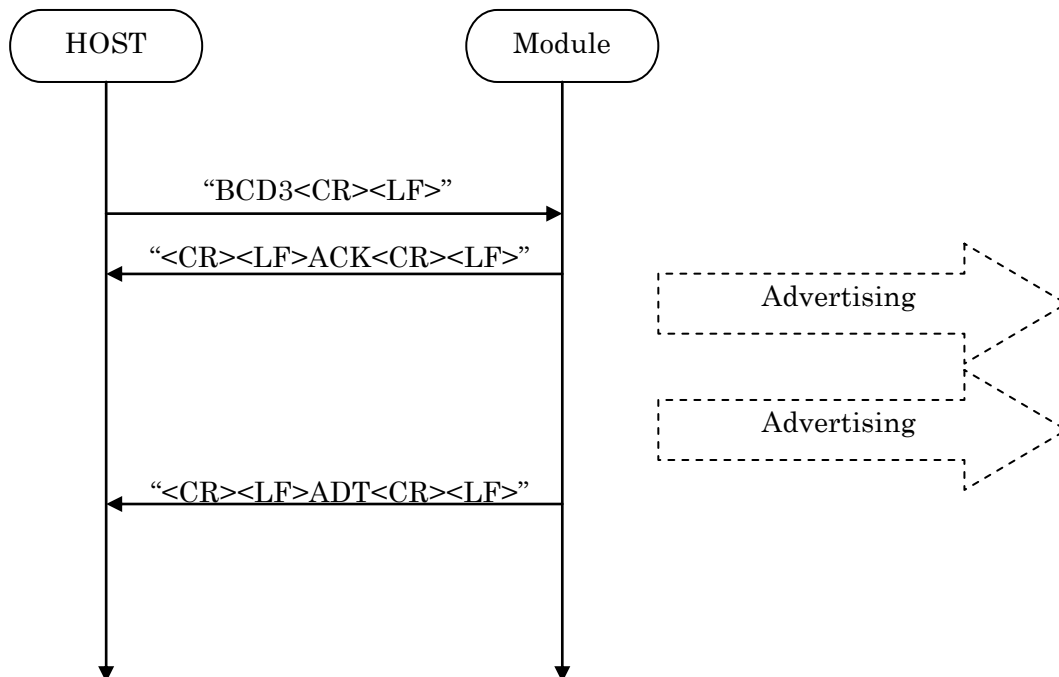 HOST
Module
“BCD3<CR><LF>”
“<CR><LF>ACK<CR><LF>”
Advertising
Advertising
“<CR><LF>ADT<CR><LF>”